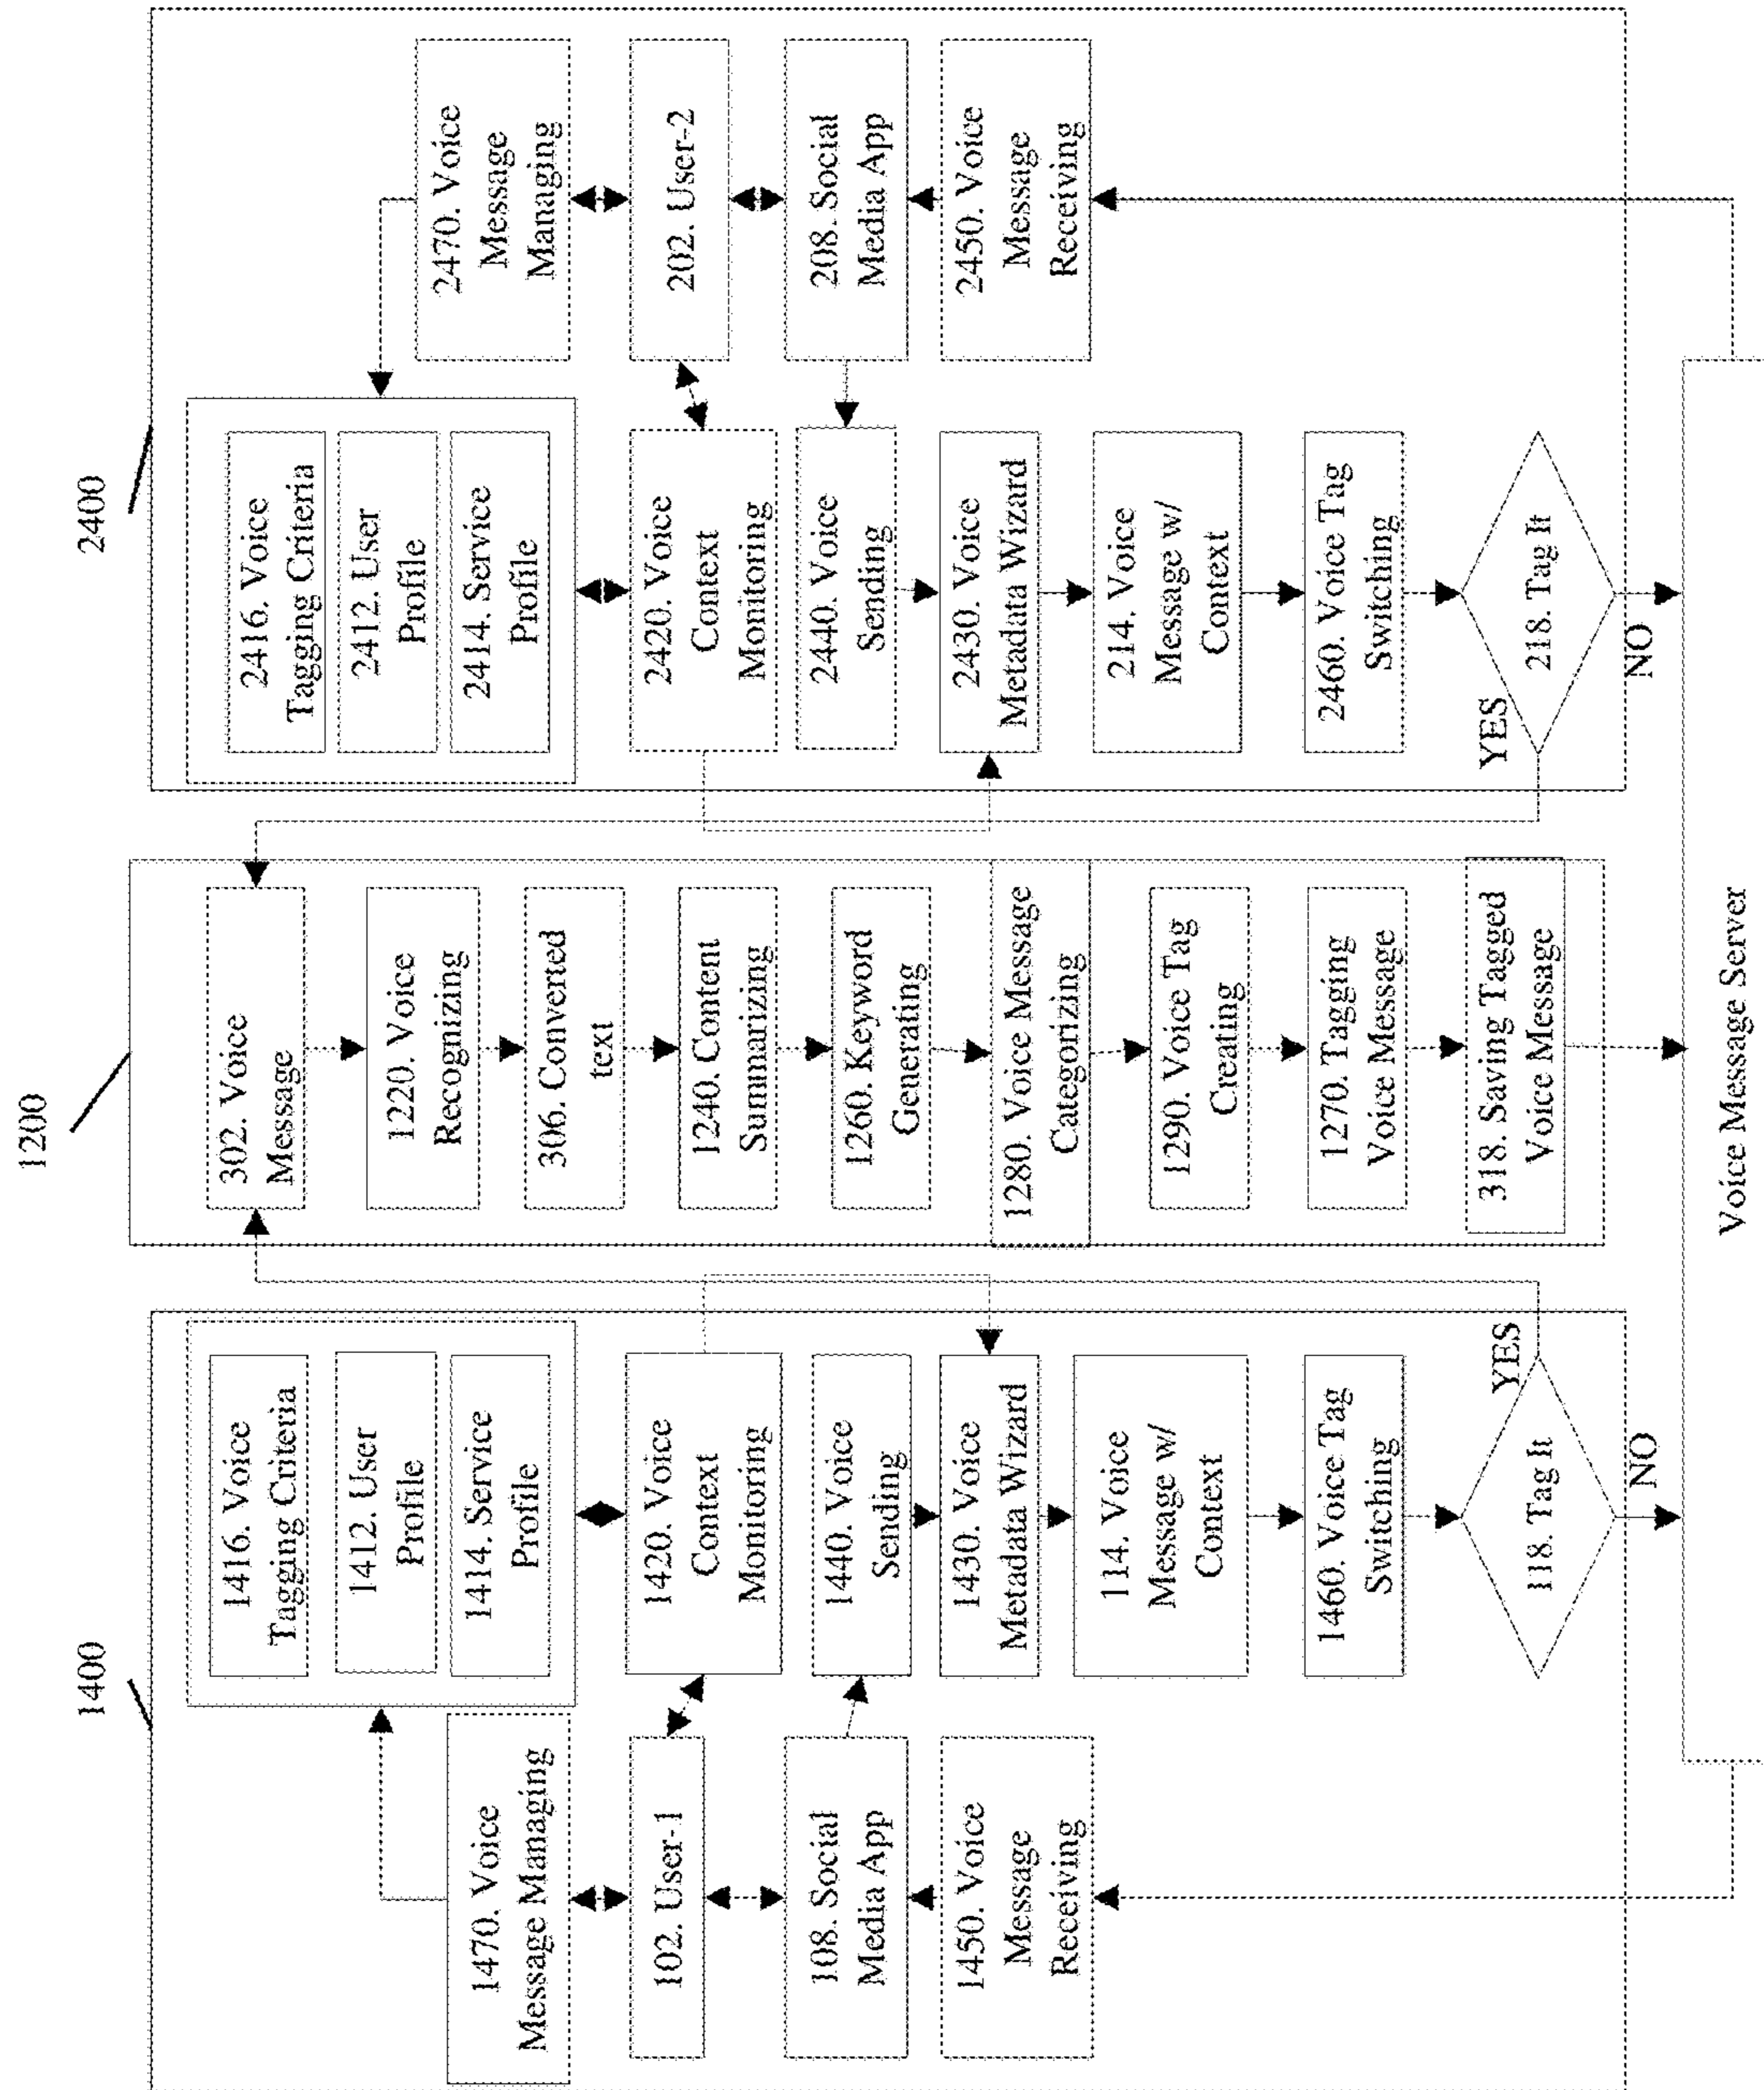 1400
1200
2400
1416. Voice
Tagging Criteria
1412. User
Profile
1414. Service
Profile
1470. Voice
Message Managing
102. User-1
1420. Voice
Context
Monitoring
108. Social
Media App
1440. Voice
Sending
1450. Voice
Message
Receiving
1430. Voice
Metadata Wizard
114. Voice
Message w/
Context
1460. Voice Tag
Switching
118. Tag It
YES
NO
302. Voice
Message
1220. Voice
Recognizing
306. Converted
text
1240. Content
Summarizing
1260. Keyword
Generating
1280. Voice Message
Categorizing
1290. Voice Tag
Creating
1270. Tagging
Voice Message
318. Saving Tagged
Voice Message
2416. Voice
Tagging Criteria
2412. User
Profile
2414. Service
Profile
2470. Voice
Message
Managing
2420. Voice
Context
Monitoring
202. User-2
2440. Voice
Sending
208. Social
Media App
2430. Voice
Metadata Wizard
2450. Voice
Message
Receiving
214. Voice
Message w/
Context
2460. Voice Tag
Switching
218. Tag It
YES
NO
Voice Message Server